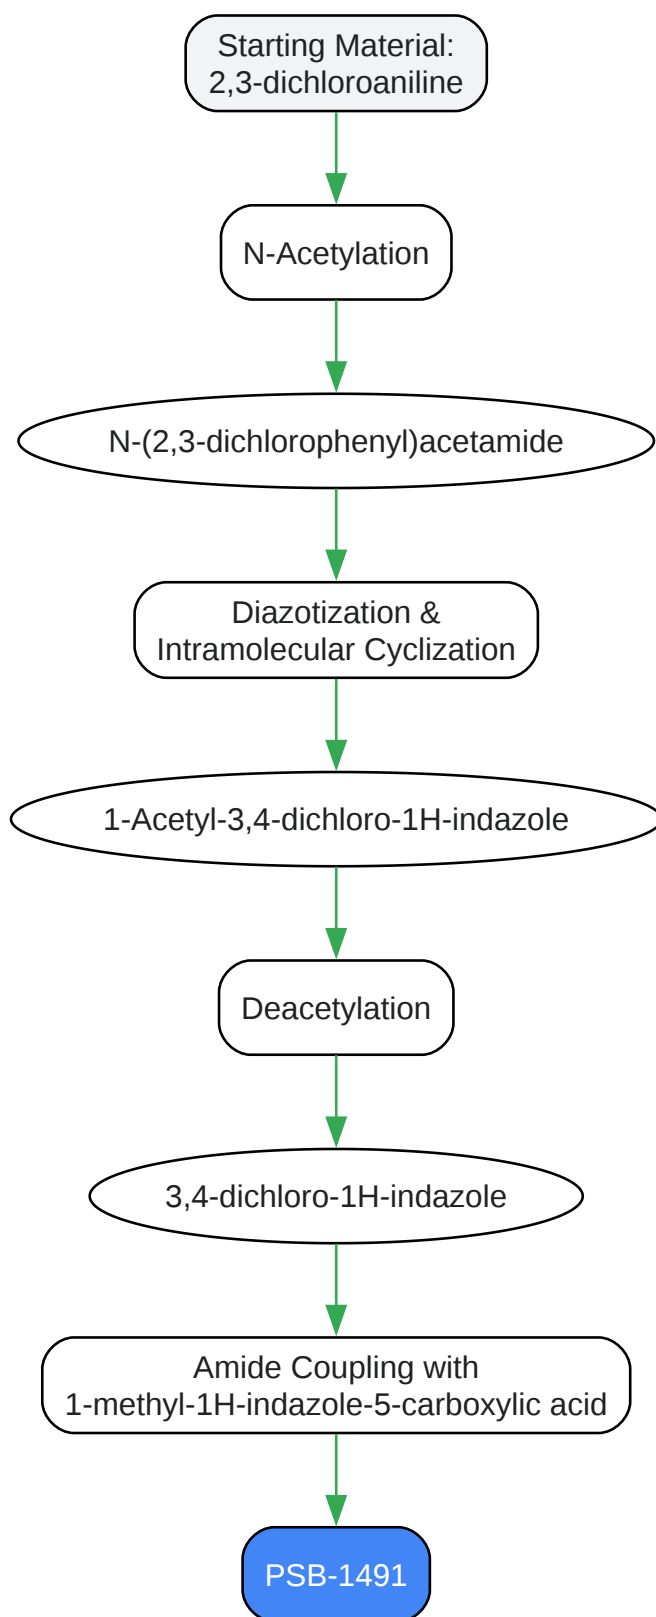 Starting Material:
2,3-dichloroaniline
N-Acetylation
N-(2,3-dichlorophenyl)acetamide
Diazotization &
Intramolecular Cyclization
1-Acetyl-3,4-dichloro-1H-indazole
Deacetylation
3,4-dichloro-1H-indazole
Amide Coupling with
1-methyl-1H-indazole-5-carboxylic acid
PSB-1491